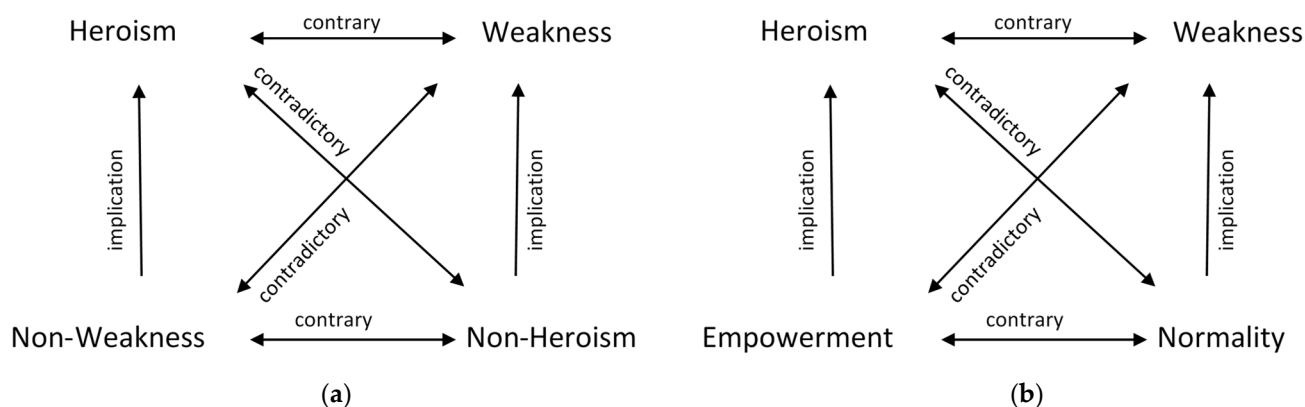 Heroism
contrary
Weakness
contradictory
contradictory
implication
implication
Non-Weakness
contrary
Non-Heroism
(a)
Heroism
contrary
Weakness
contradictory
contradictory
implication
implication
Empowerment
contrary
Normality
(b)